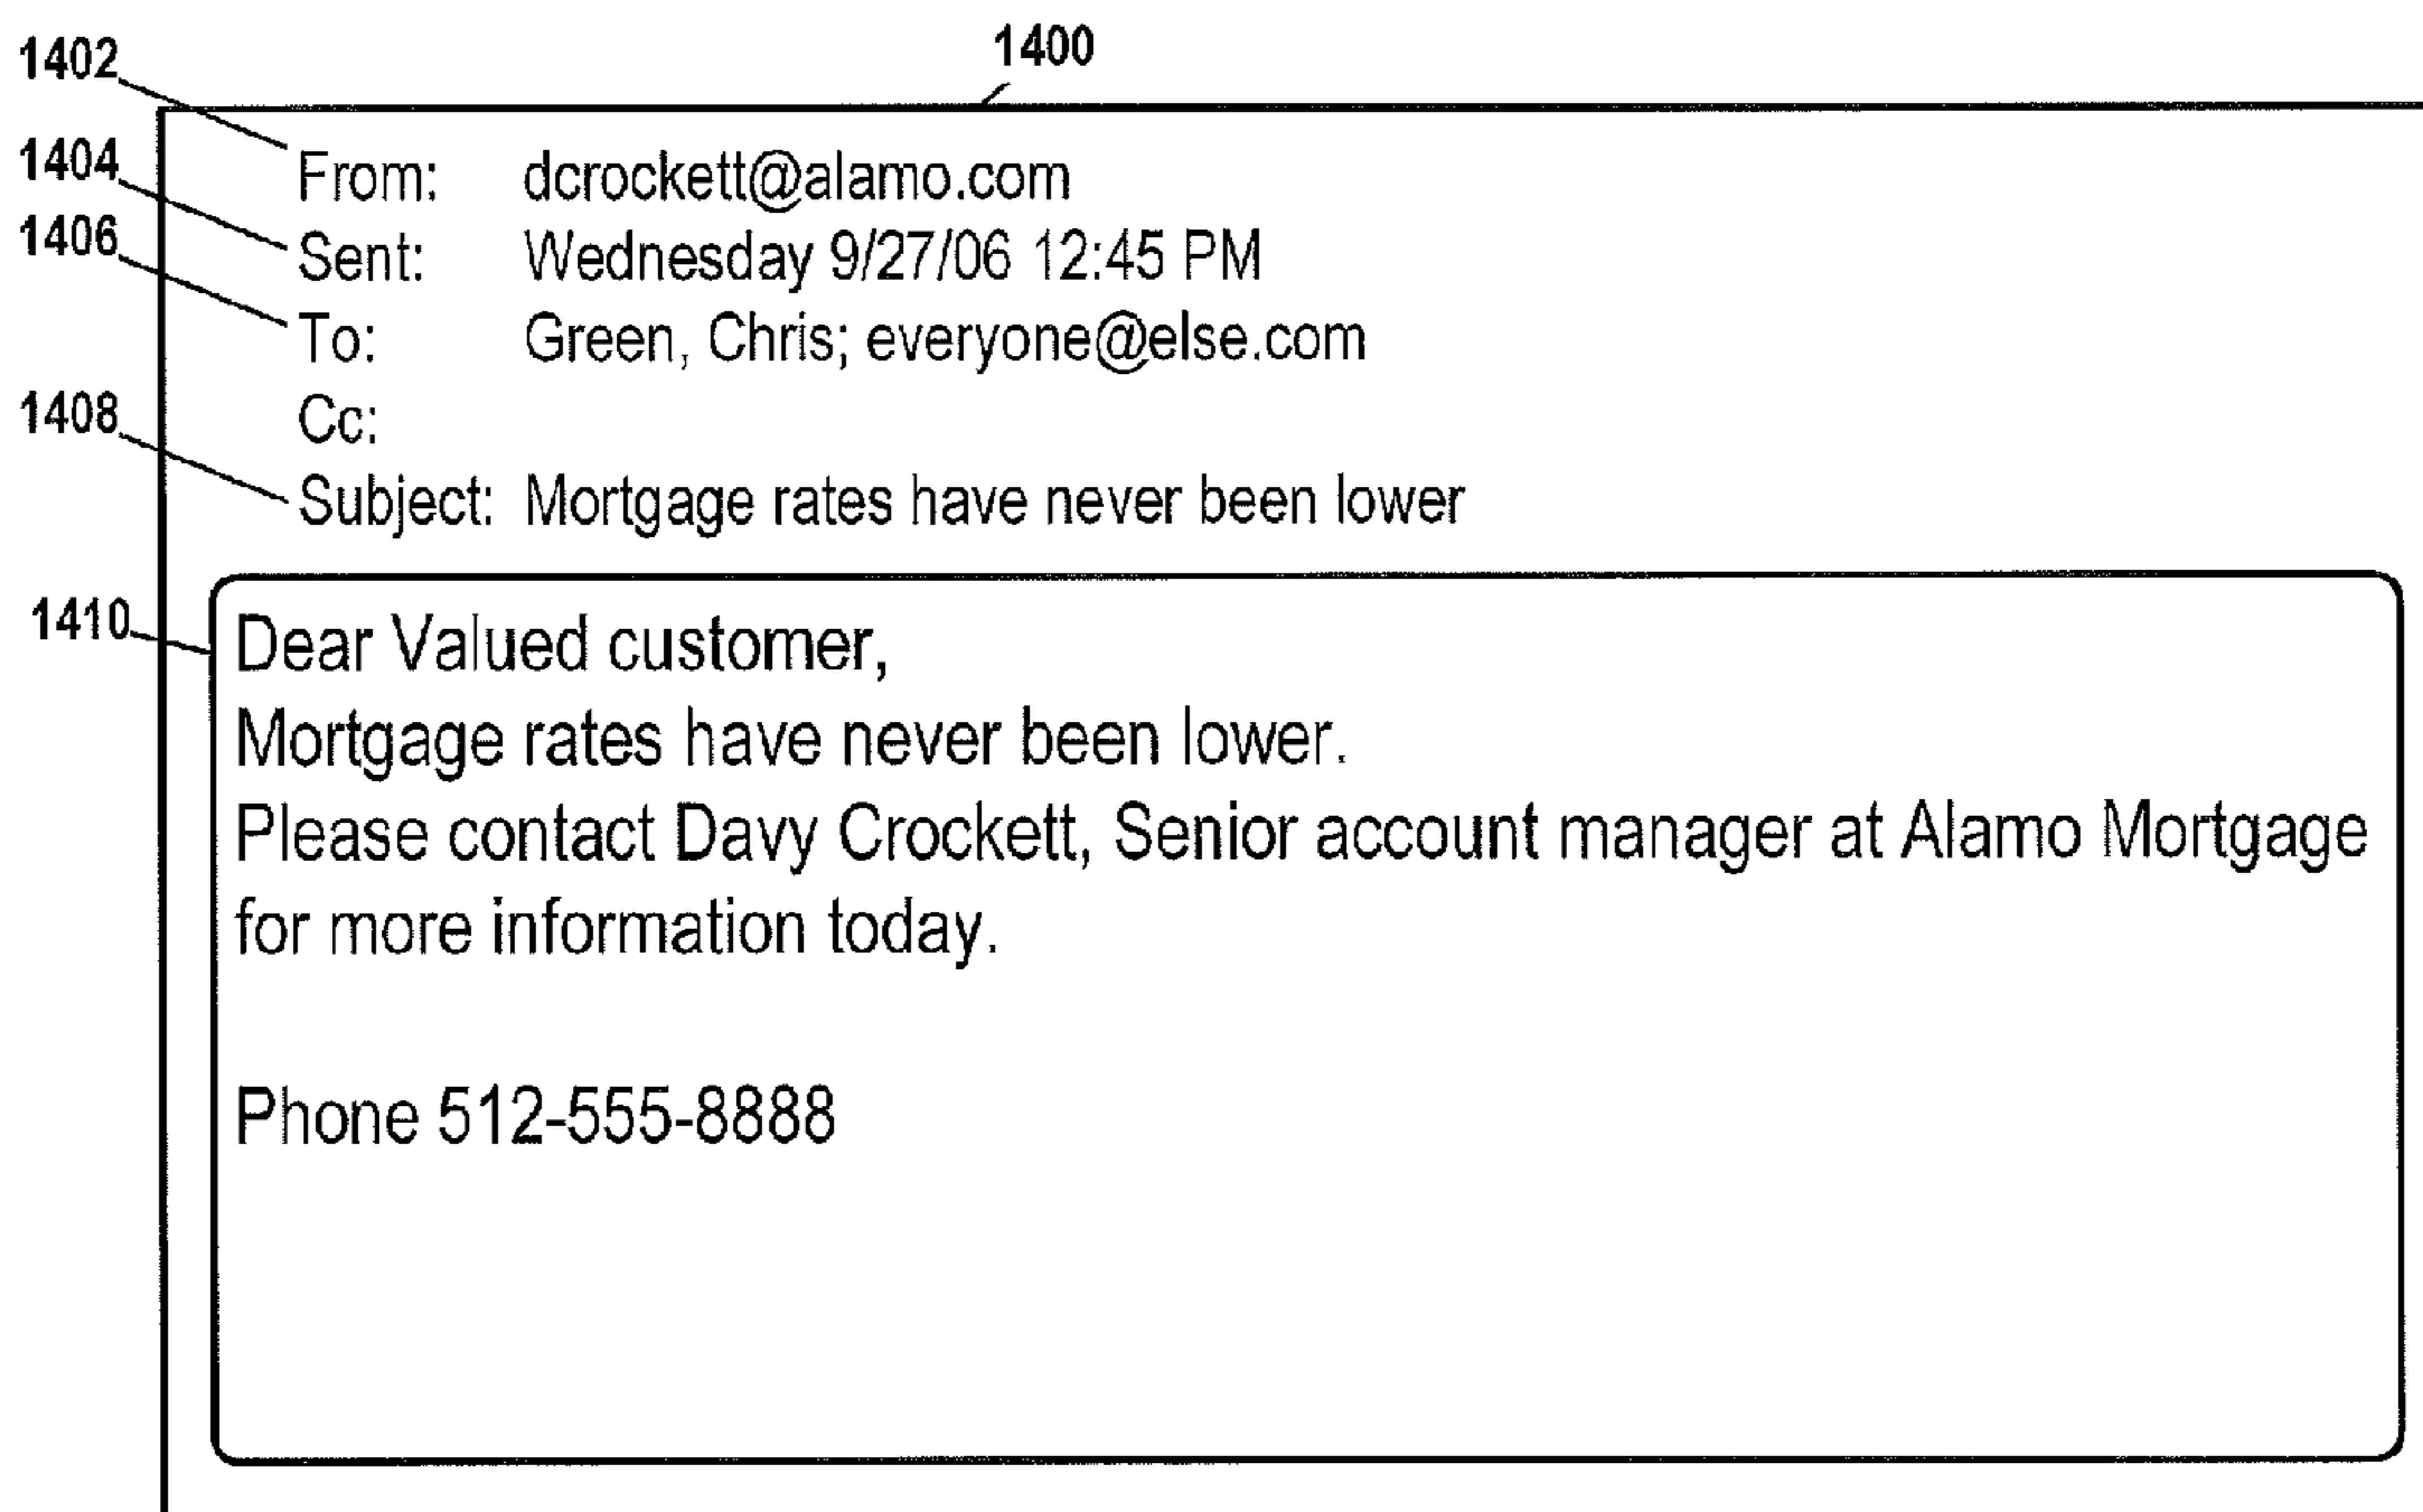 1400
1402
From: dcrockett@alamo.com
1404
Sent: Wednesday 9/27/06 12:45 PM
1406
To: Green, Chris; everyone@else.com
Cc:
1408
Subject: Mortgage rates have never been lower
1410
Dear Valued customer,
Mortgage rates have never been lower.
Please contact Davy Crockett, Senior account manager at Alamo Mortgage
for more information today.
Phone 512-555-8888